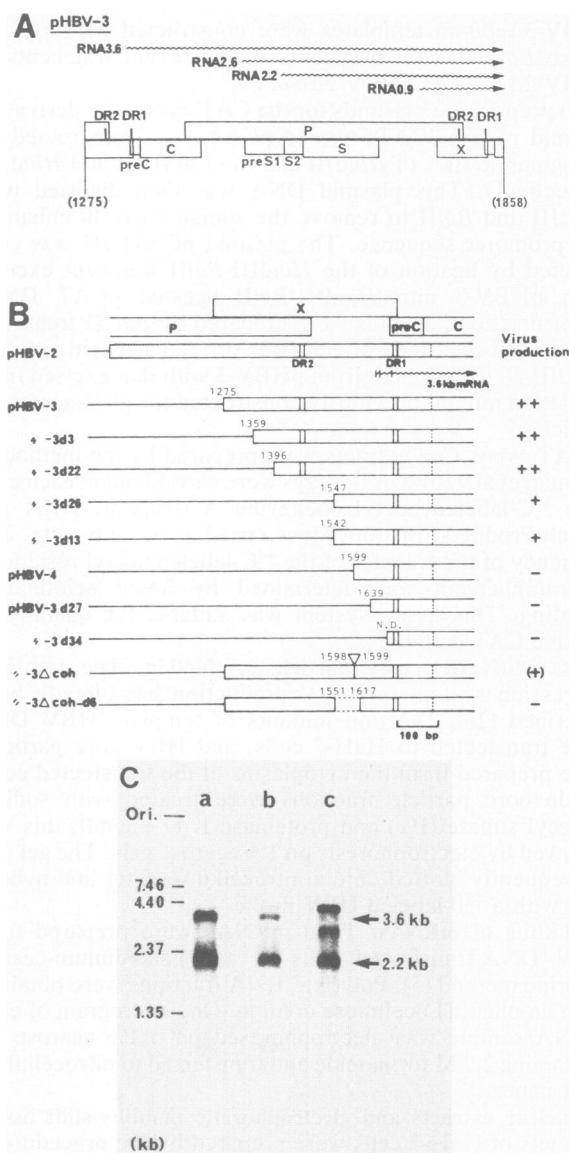 A pHBV-3
RNA3.6
RNA2.6
RNA2.2
RNA0.9
DR2 DR1 P DR2 DR1
preC C preS1 S2 S X
(1275) (1858)
B
X
P preC C Virus production
pHBV-2 DR2 DR1
3.6kb mRNA
pHBV-3 1275 ++
-3d3 1359 ++
-3d22 1396 ++
-3d26 1547 +
-3d13 1542 +
pHBV-4 1599 -
pHBV-3 d27 1639 -
-3 d34 N.D. -
1598 1599
-3Δcoh (+)
-3Δcoh-d6 1551 1617 -
100 bp
C a b c
Ori.
7.46
4.40
3.6 kb
2.37
2.2 kb
1.35
(kb)